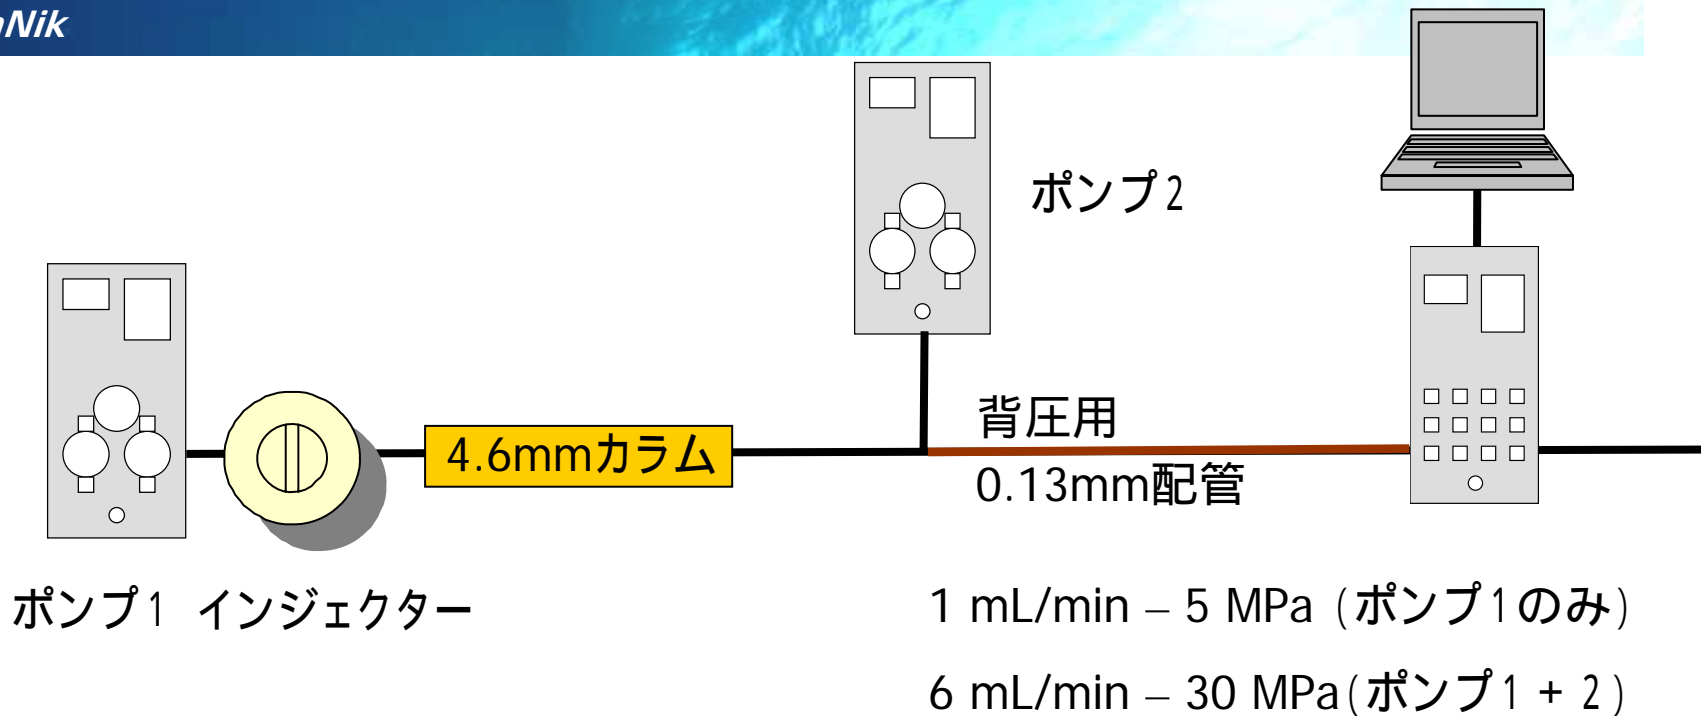 Nik
ポンプ2
背圧用
4.6mmカラム
0.13mm配管
ポンプ1 インジェクター
1 mL/min – 5 MPa (ポンプ1のみ)
6 mL/min – 30 MPa(ポンプ1 + 2)